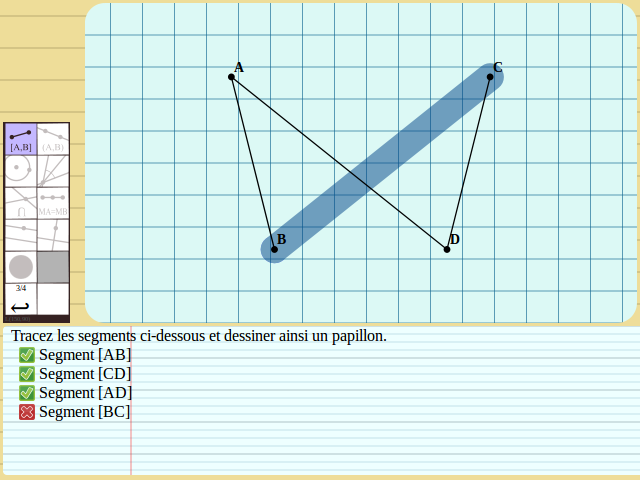 A
C
B
D
[A,B] (A,B)
MA=MB
3/4
Tracez les segments ci-dessous et dessiner ainsi un papillon.
Segment [AB]
Segment [CD]
Segment [AD]
Segment [BC]